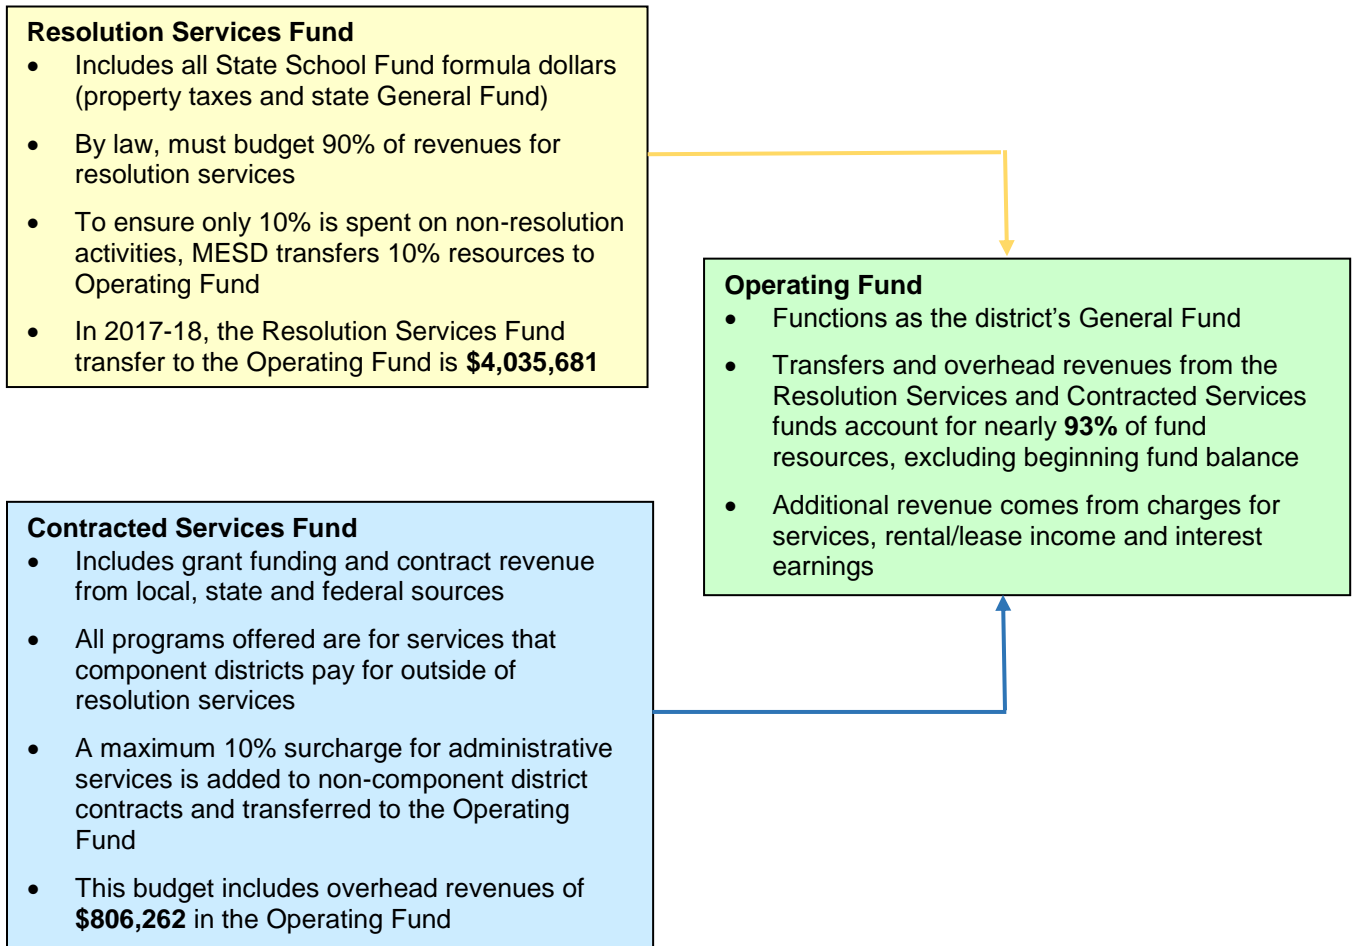 Resolution Services Fund
• Includes all State School Fund formula dollars
(property taxes and state General Fund)
• By law, must budget 90% of revenues for
resolution services
• To ensure only 10% is spent on non-resolution
activities, MESD transfers 10% resources to
Operating Fund
• In 2017-18, the Resolution Services Fund
transfer to the Operating Fund is $4,035,681
Operating Fund
• Functions as the district’s General Fund
• Transfers and overhead revenues from the
Resolution Services and Contracted Services
funds account for nearly 93% of fund
resources, excluding beginning fund balance
• Additional revenue comes from charges for
services, rental/lease income and interest
earnings
Contracted Services Fund
• Includes grant funding and contract revenue
from local, state and federal sources
• All programs offered are for services that
component districts pay for outside of
resolution services
• A maximum 10% surcharge for administrative
services is added to non-component district
contracts and transferred to the Operating
Fund
• This budget includes overhead revenues of
$806,262 in the Operating Fund